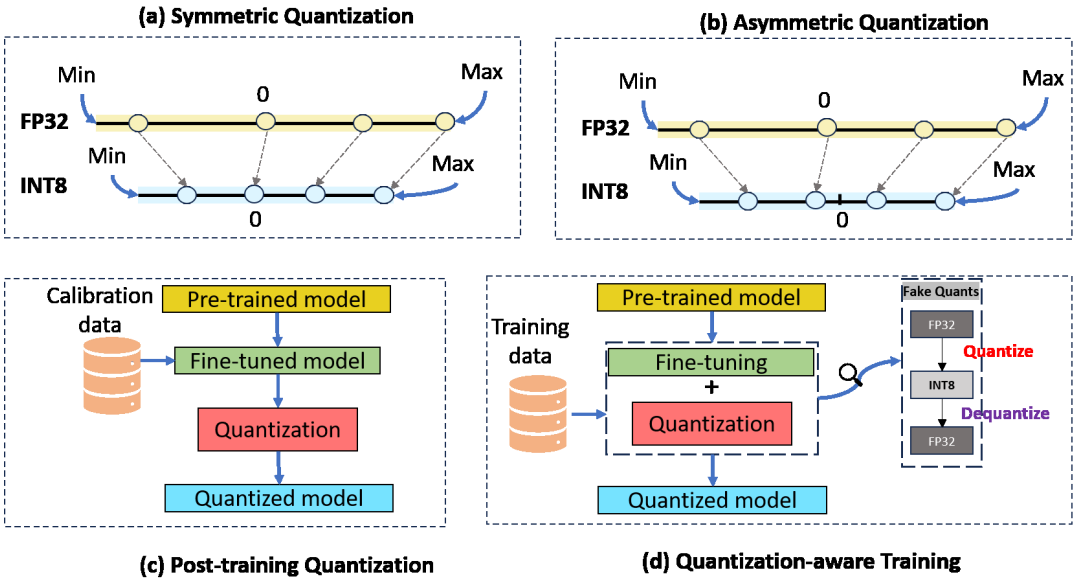 (a) Symmetric Quantization
Min
Max
0
FP32
Min
Max
INT8
0
(b) Asymmetric Quantization
Min
Max
0
FP32
Min
Max
INT8
0
Calibration
data
Pre-trained model
Fine-tuned model
Quantization
Quantized model
(c) Post-training Quantization
Training
data
Pre-trained model
Fine-tuning
+
Quantization
Quantized model
Fake Quants
FP32
Quantize
INT8
Dequantize
FP32
(d) Quantization-aware Training